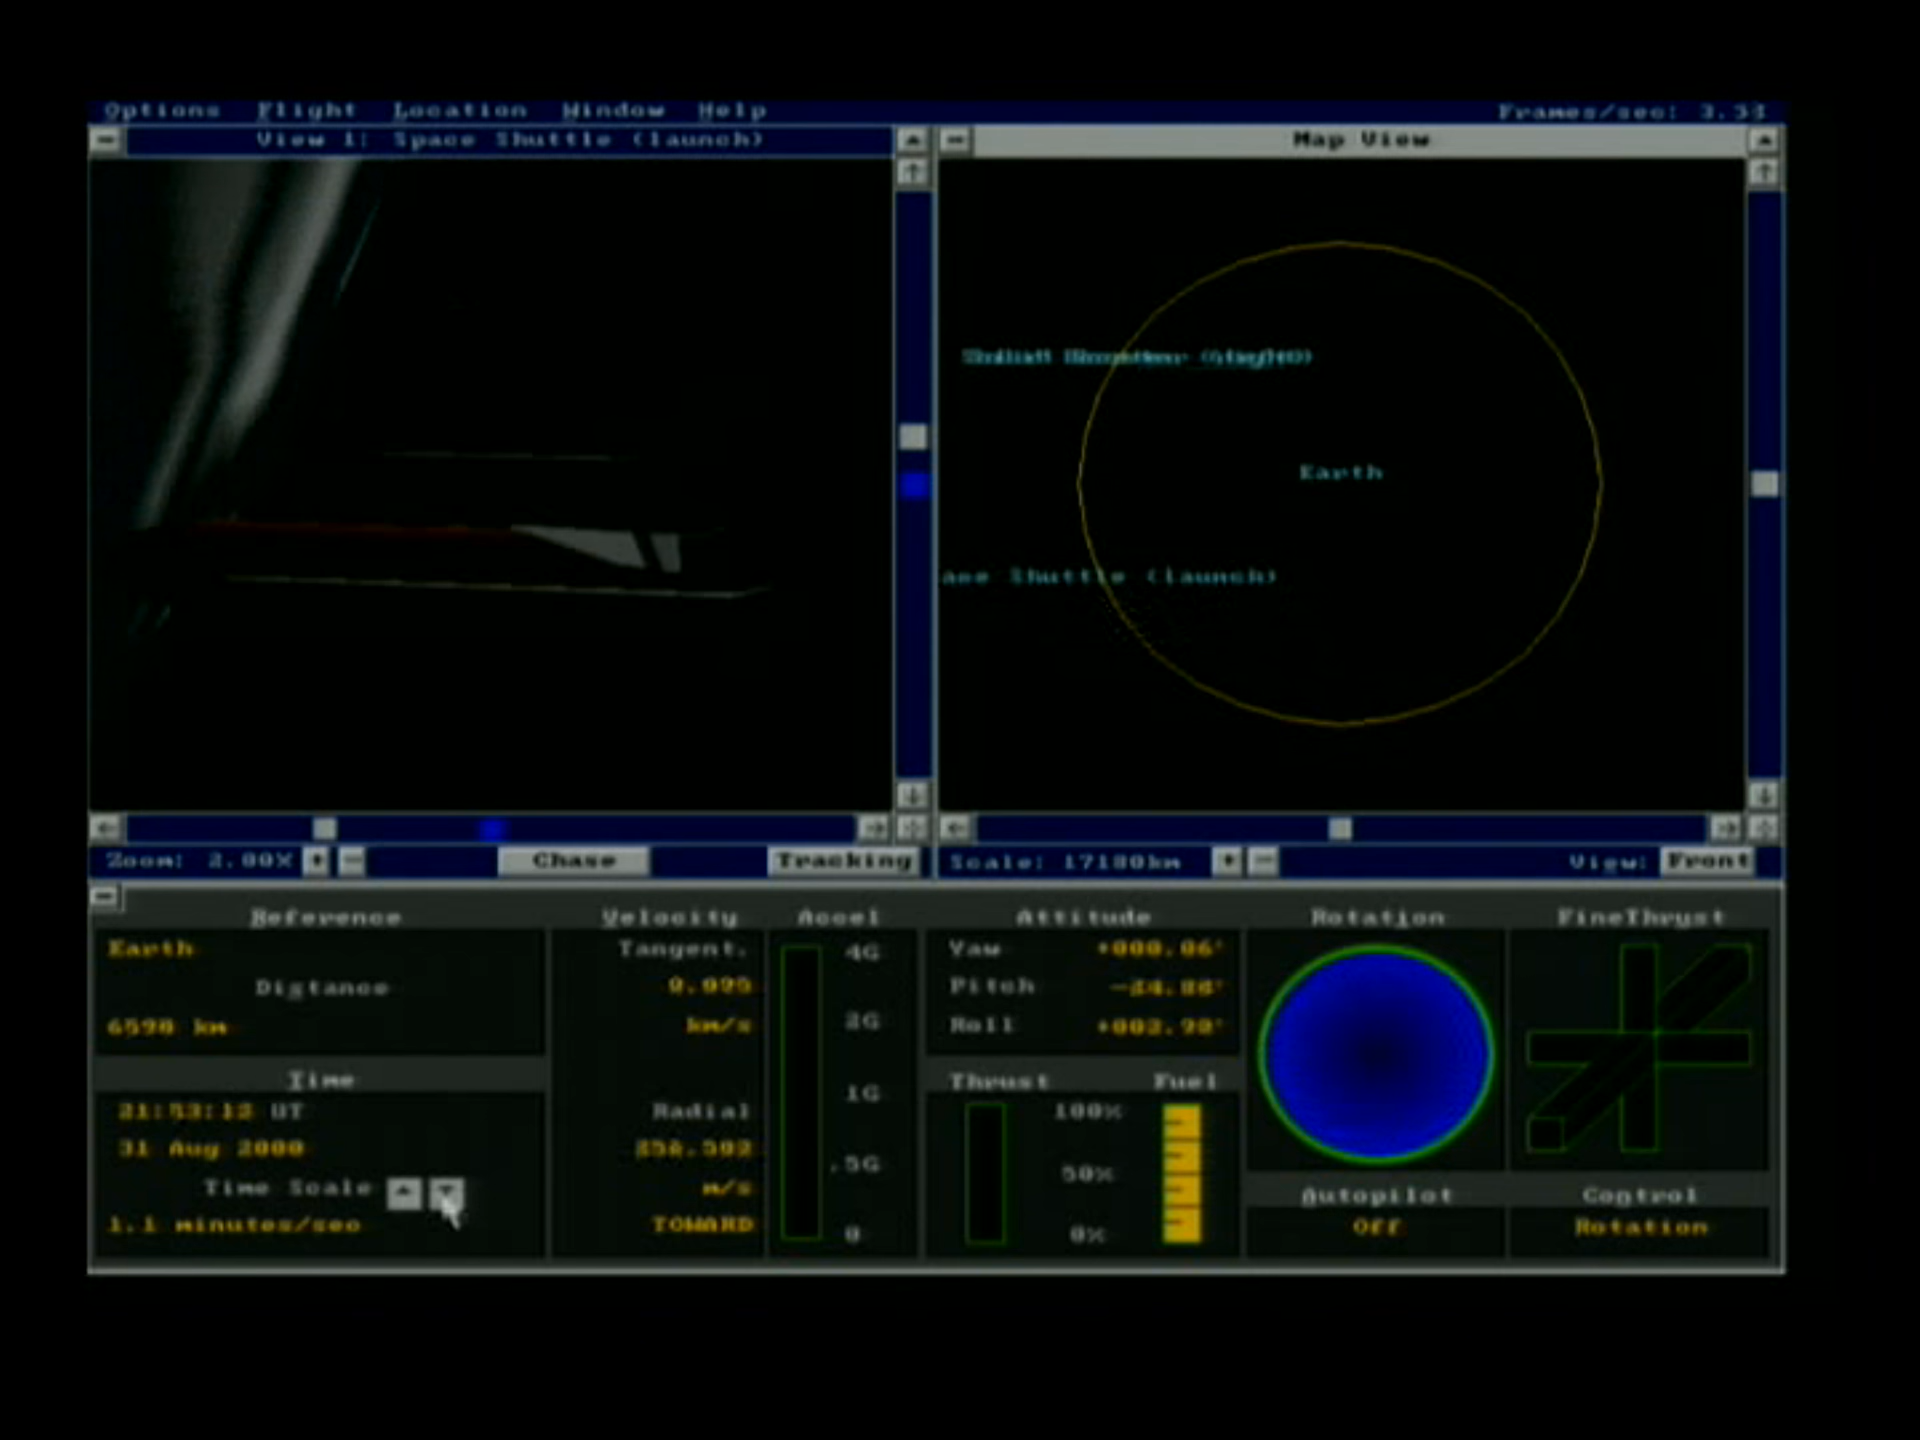 Options Flight Location Window Help Frames/sec:
View 1: Space Shuttle (launch)
Map View
Earth
Shuttle (launch)
Zoom: 2.00X + − Chase Tracking
Scale: 17180km + − View: Front
Reference
Earth
Distance
6598 km
Time
21:53:12 UT
31 Aug 2000
Time Scale
1.1 minutes/sec
Velocity
Tangent.
km/s
Radial
m/s
TOWARD
Accel
4G
2G
1G
.5G
0
Attitude
Yaw +000.06°
Pitch
Roll
Thrust Fuel
100%
50%
0%
Rotation
Autopilot
Off
FineThrust
Control
Rotation